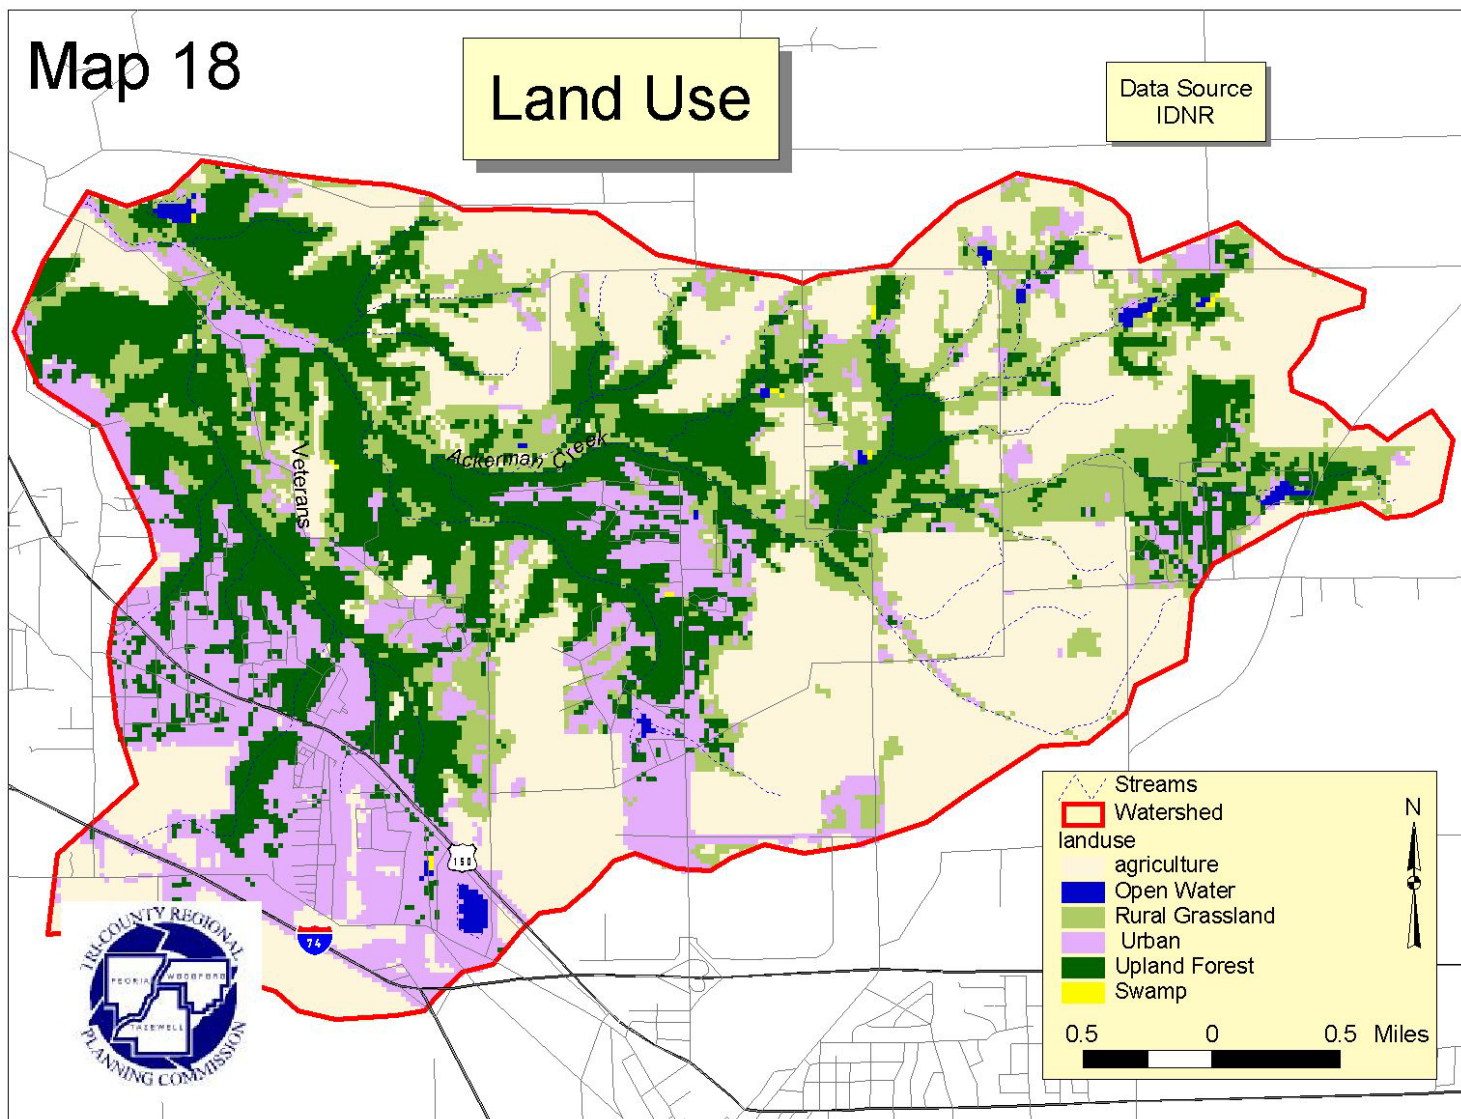 Map 18
Land Use
Data Source
IDNR
Ackerman Creek
Veterans
150
74
TRI-COUNTY REGIONAL
PEORIA
WOODFORD
TAZEWELL
PLANNING COMMISSION
Streams
Watershed
landuse
agriculture
Open Water
Rural Grassland
Urban
Upland Forest
Swamp
N
0.5 0 0.5 Miles